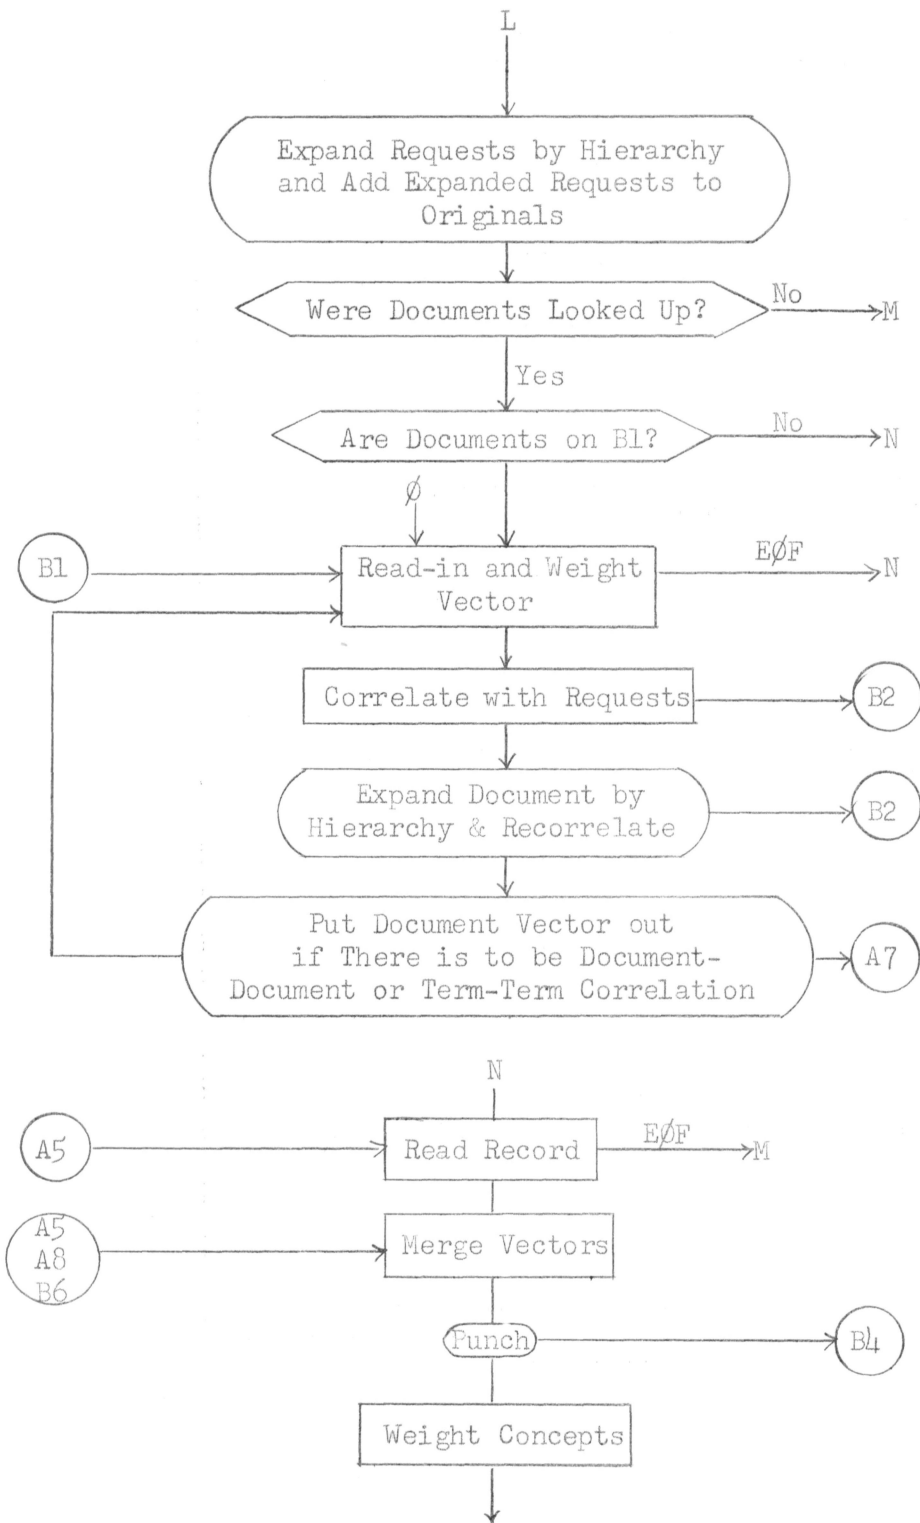 L
Expand Requests by Hierarchy
and Add Expanded Requests to
Originals
Were Documents Looked Up?
No
M
Yes
Are Documents on B1?
No
N
Ø
B1
Read-in and Weight
Vector
EØF
N
Correlate with Requests
B2
Expand Document by
Hierarchy & Recorrelate
B2
Put Document Vector out
if There is to be Document-
Document or Term-Term Correlation
A7
N
A5
Read Record
EØF
M
A5
A8
B6
Merge Vectors
Punch
B4
Weight Concepts